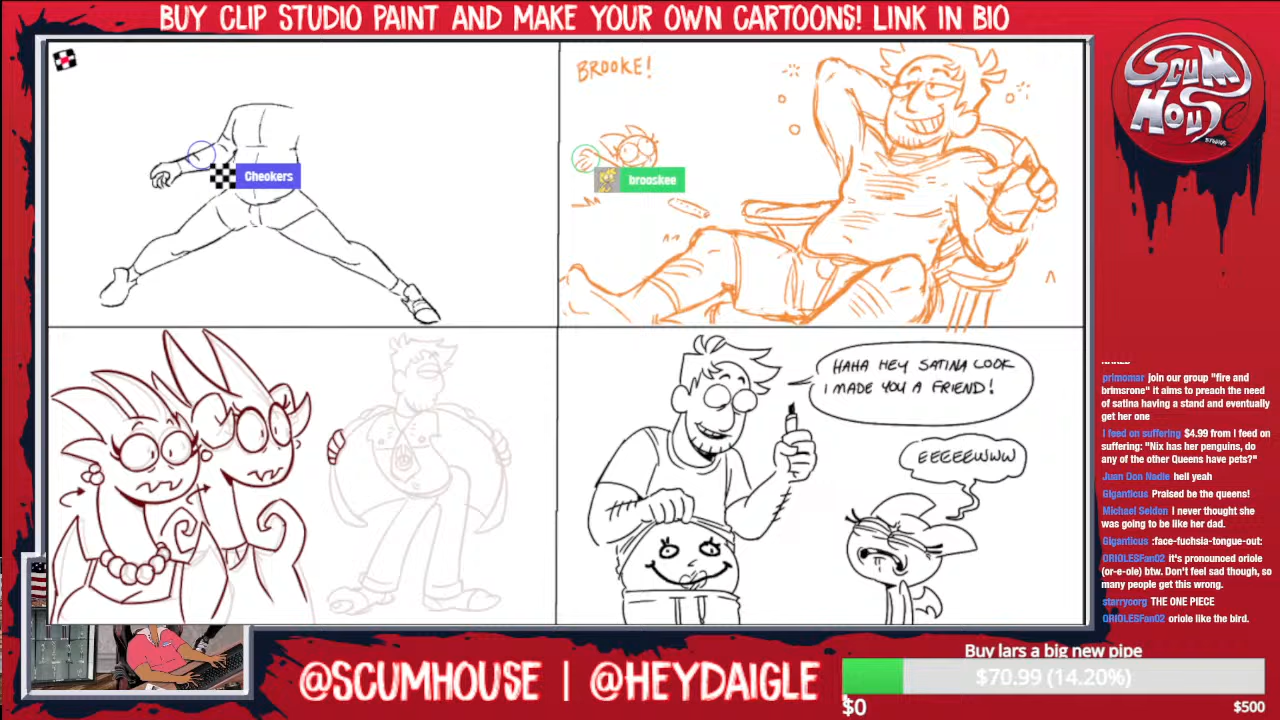 BUY CLIP STUDIO PAINT AND MAKE YOUR OWN CARTOONS! LINK IN BIO
SCUM
HOUSE
Cheokers
BROOKE!
brooskee
HAHA HEY SATINA LOOK
I MADE YOU A FRIEND!
EEEEEWWW
primomar join our group "fire and
brimsrone" it aims to preach the need
of satina having a stand and eventually
get her one
I feed on suffering $4.99 from I feed on
suffering: "Nix has her penguins, do
any of the other Queens have pets?"
Juan Don Nadie hell yeah
Giganticus Praised be the queens!
Michael Seldon I never thought she
was going to be like her dad.
Giganticus :face-fuchsia-tongue-out:
ORIOLESFan02 it's pronounced oriole
(or-e-ole) btw. Don't feel sad though, so
many people get this wrong.
starryorg THE ONE PIECE
ORIOLESFan02 oriole like the bird.
@SCUMHOUSE | @HEYDAIGLE
Buy lars a big new pipe
$70.99 (14.20%)
$0
$500